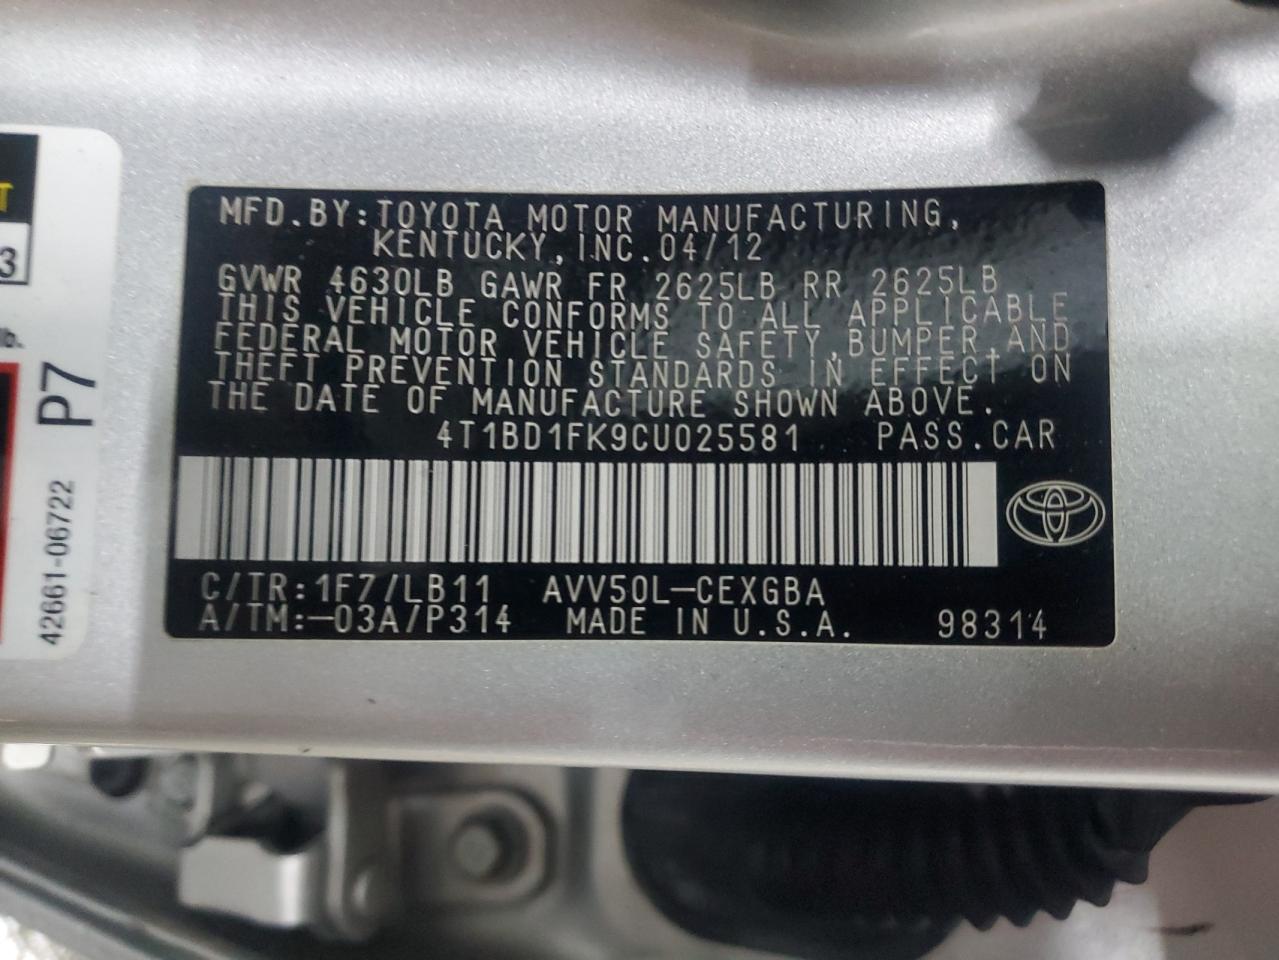 MFD.BY:TOYOTA MOTOR MANUFACTURING,
KENTUCKY,INC.04/12
GVWR 4630LB GAWR FR 2625LB RR 2625LB
THIS VEHICLE CONFORMS TO ALL APPLICABLE
FEDERAL MOTOR VEHICLE SAFETY,BUMPER,AND
THEFT PREVENTION STANDARDS IN EFFECT ON
THE DATE OF MANUFACTURE SHOWN ABOVE.
4T1BD1FK9CU025581 PASS.CAR
C/TR:1F7/LB11 AVV50L-CEXGBA
A/TM:-03A/P314 MADE IN U.S.A. 98314
T
3
lb.
P7
42661-06722